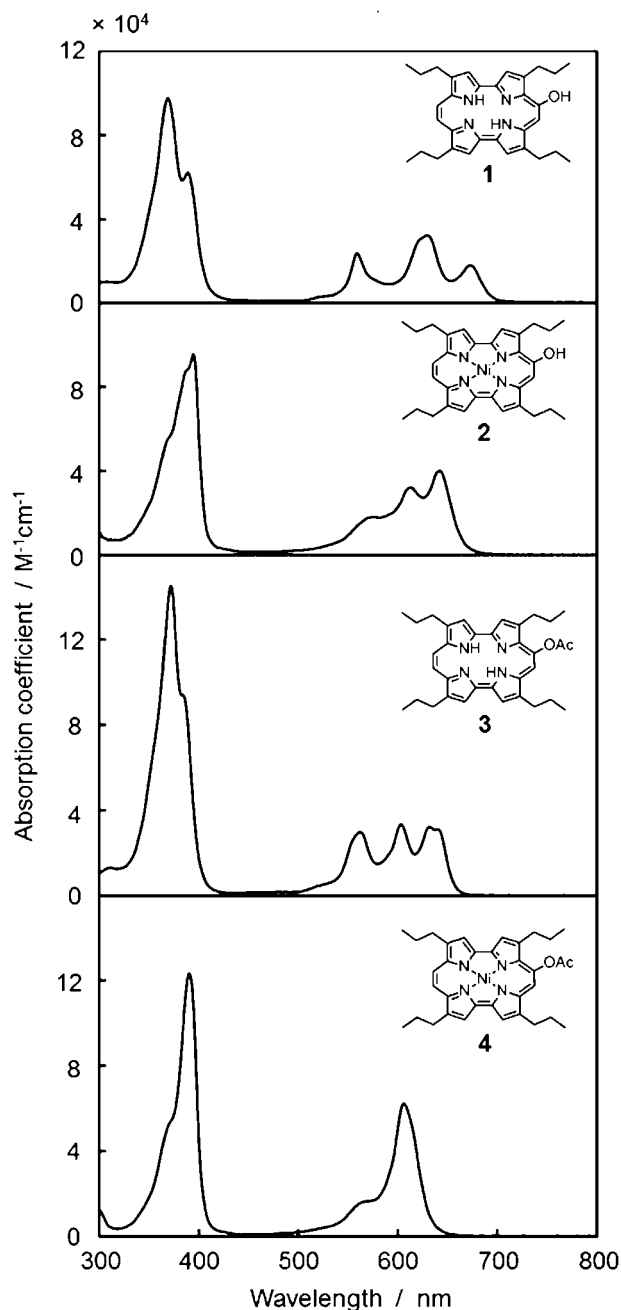 × 10⁴
12
8
4
0
NH
N
OH
N
HN
1
8
4
0
N
N
OH
Ni
N
N
2
12
8
4
0
NH
N
OAc
N
HN
3
12
8
4
0
N
N
OAc
Ni
N
N
4
300
400
500
600
700
800
Absorption coefficient / M⁻¹cm⁻¹
Wavelength / nm